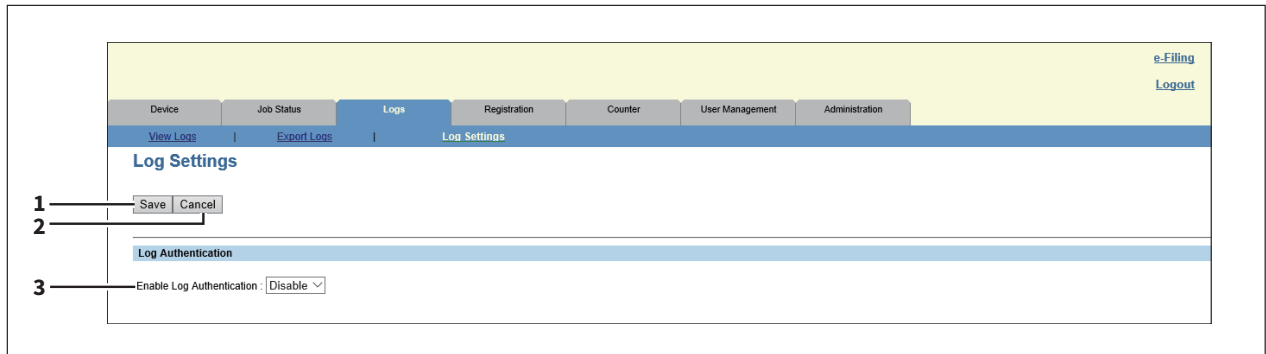 e-Filing
Logout
Device Job Status Logs Registration Counter User Management Administration
View Logs | Export Logs | Log Settings
Log Settings
1 Save Cancel
2
Log Authentication
3 Enable Log Authentication : Disable